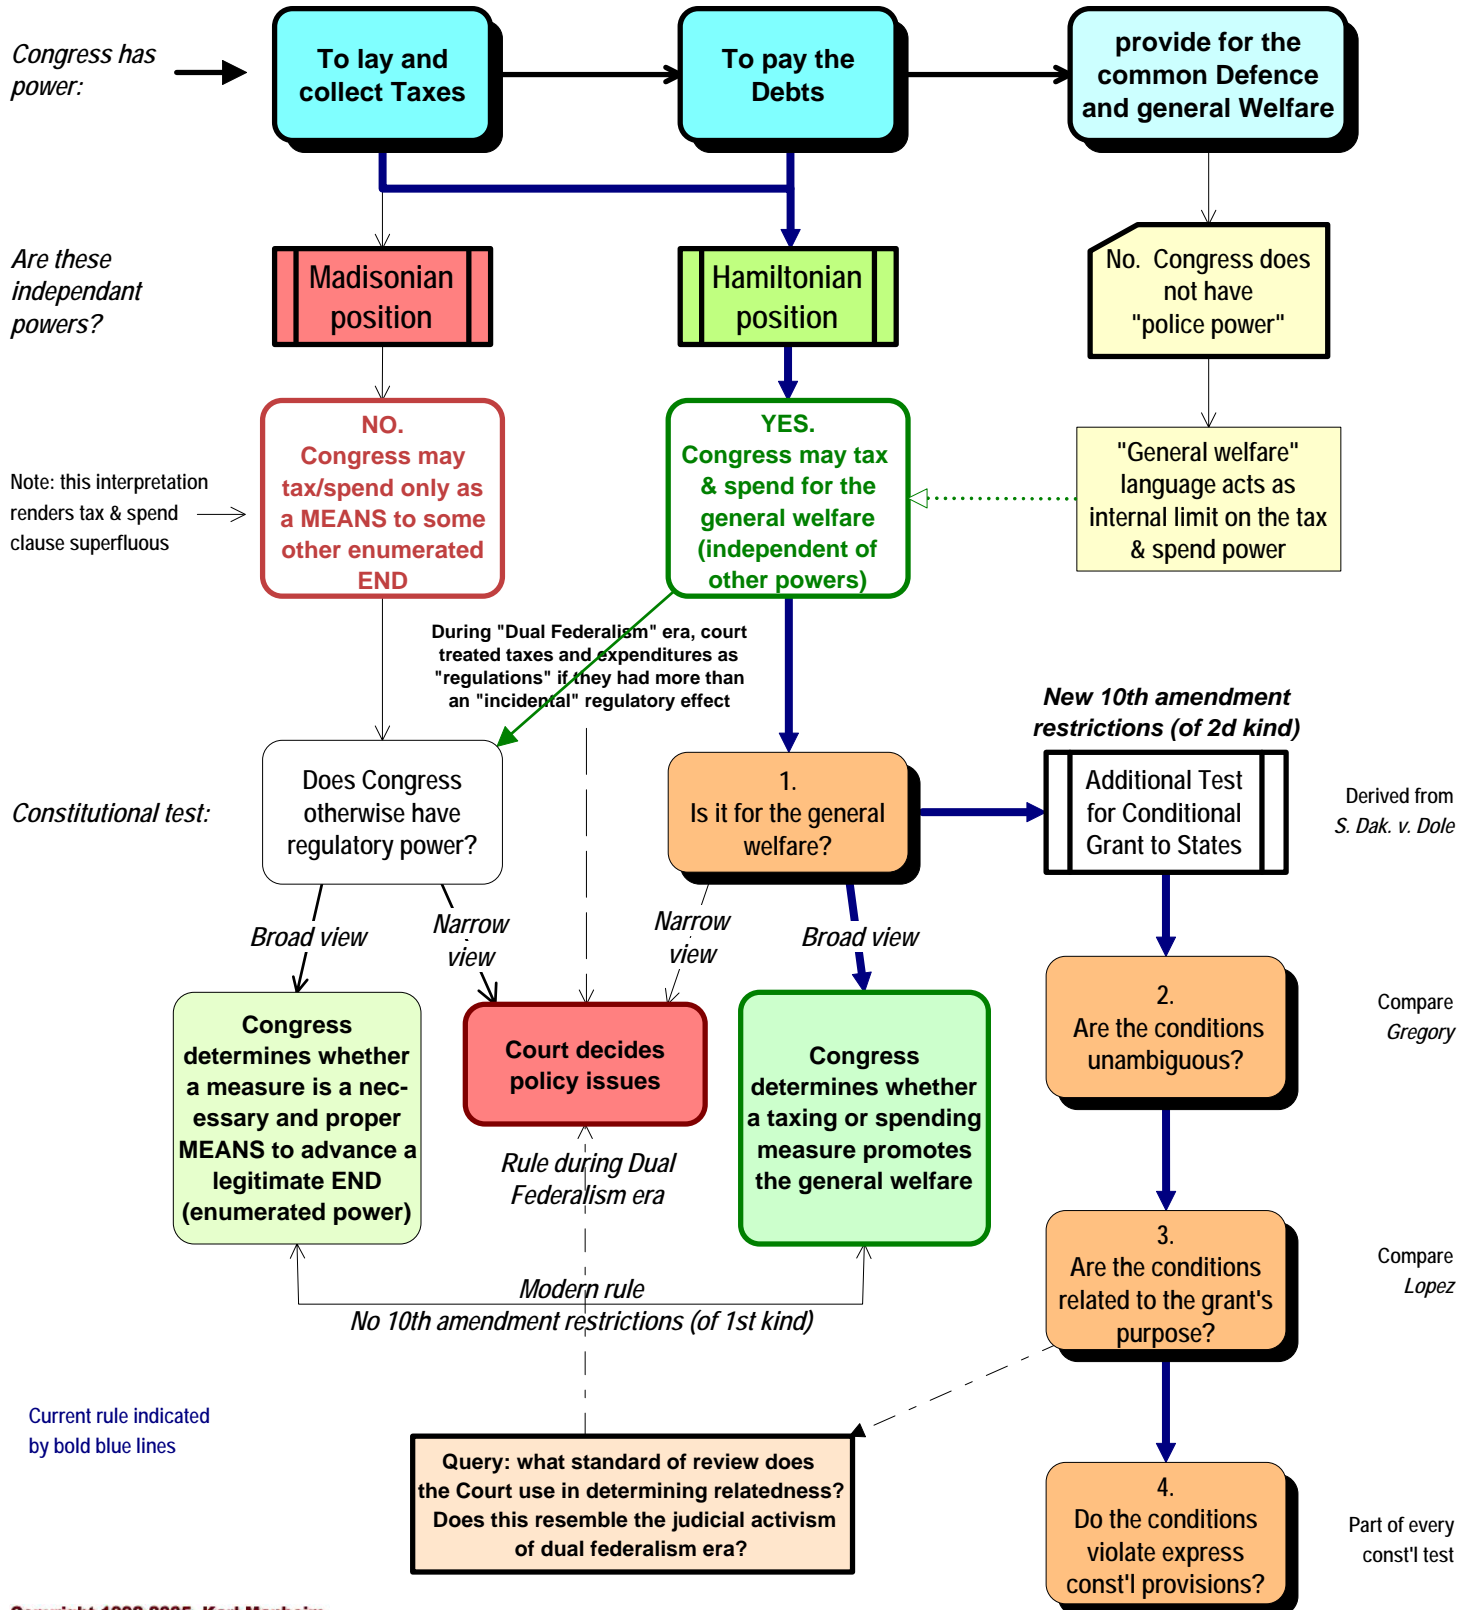 Congress has
power:
To lay and
collect Taxes
To pay the
Debts
provide for the
common Defence
and general Welfare
Are these
independant
powers?
Madisonian
position
Hamiltonian
position
No. Congress does
not have
"police power"
Note: this interpretation
renders tax & spend
clause superfluous
NO.
Congress may
tax/spend only as
a MEANS to some
other enumerated
END
YES.
Congress may tax
& spend for the
general welfare
(independent of
other powers)
"General welfare"
language acts as
internal limit on the tax
& spend power
During "Dual Federalism" era, court
treated taxes and expenditures as
"regulations" if they had more than
an "incidental" regulatory effect
New 10th amendment
restrictions (of 2d kind)
Constitutional test:
Does Congress
otherwise have
regulatory power?
1.
Is it for the general
welfare?
Additional Test
for Conditional
Grant to States
Derived from
S. Dak. v. Dole
Broad view
Narrow
view
Narrow
view
Broad view
Congress
determines whether
a measure is a nec-
essary and proper
MEANS to advance a
legitimate END
(enumerated power)
Court decides
policy issues
Congress
determines whether
a taxing or spending
measure promotes
the general welfare
2.
Are the conditions
unambiguous?
Compare
Gregory
Rule during Dual
Federalism era
Modern rule
No 10th amendment restrictions (of 1st kind)
3.
Are the conditions
related to the grant's
purpose?
Compare
Lopez
Current rule indicated
by bold blue lines
Query: what standard of review does
the Court use in determining relatedness?
Does this resemble the judicial activism
of dual federalism era?
4.
Do the conditions
violate express
const'l provisions?
Part of every
const'l test